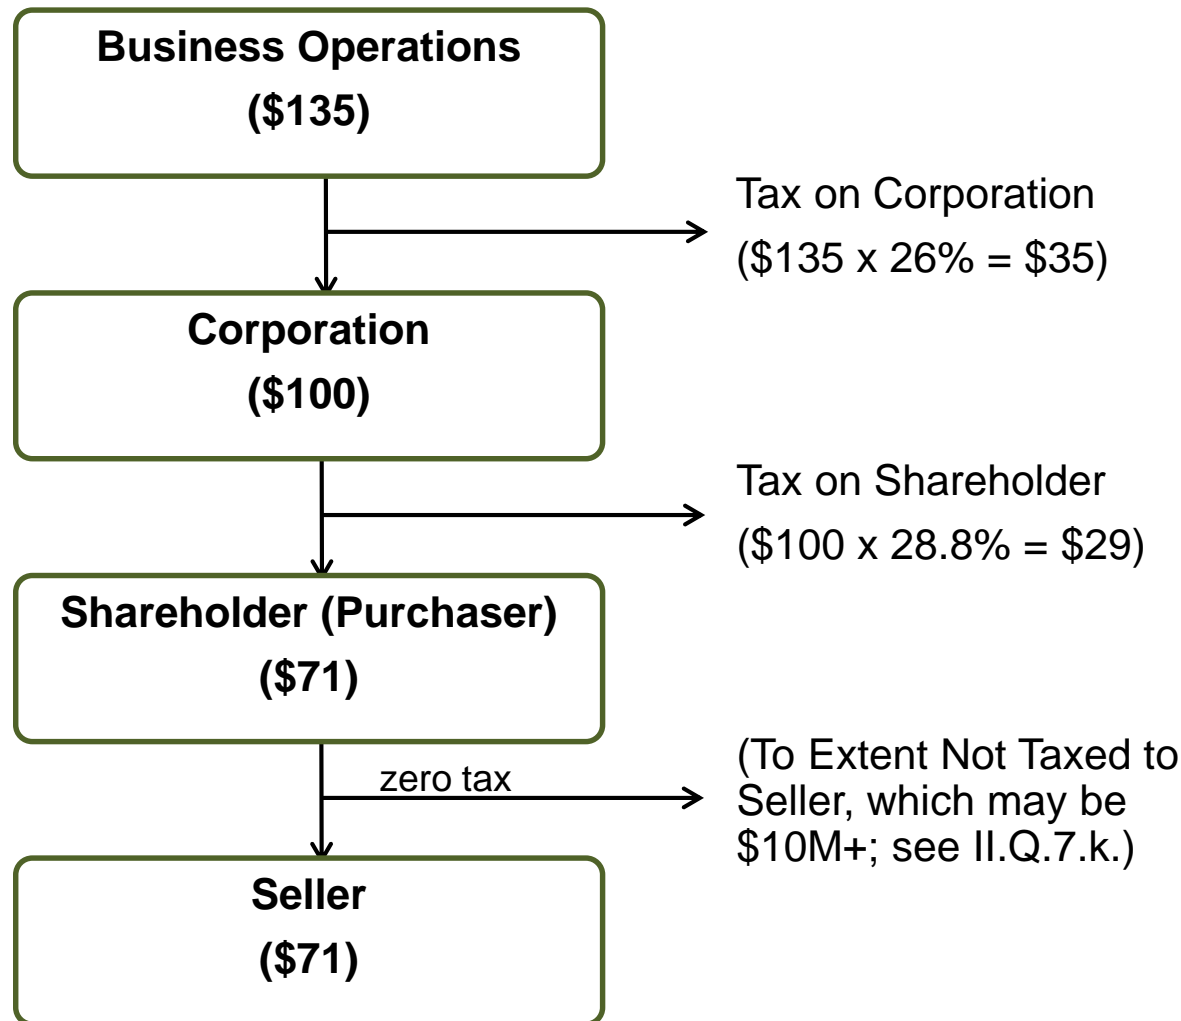 Business Operations
($135)
Tax on Corporation
($135 x 26% = $35)
Corporation
($100)
Tax on Shareholder
($100 x 28.8% = $29)
Shareholder (Purchaser)
($71)
zero tax
(To Extent Not Taxed to
Seller, which may be
$10M+; see II.Q.7.k.)
Seller
($71)